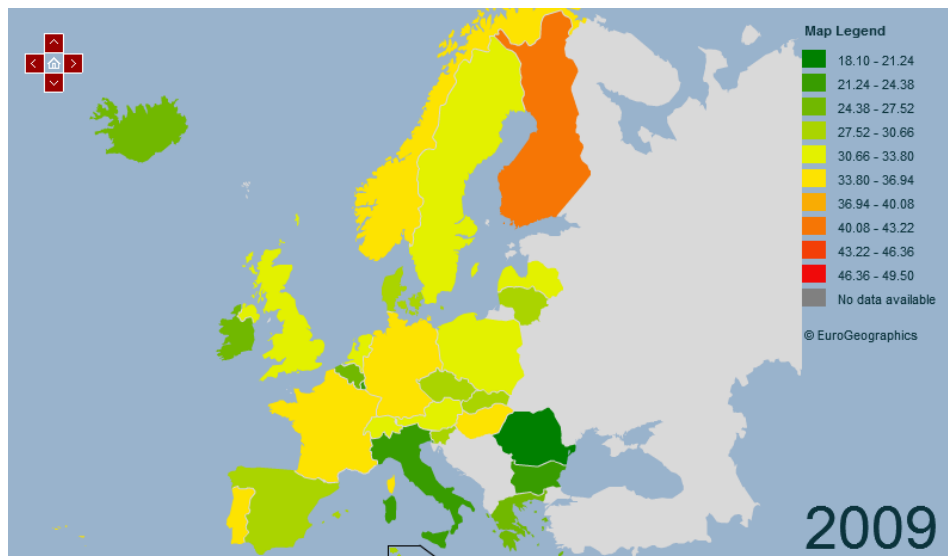 Map Legend
18.10 - 21.24
21.24 - 24.38
24.38 - 27.52
27.52 - 30.66
30.66 - 33.80
33.80 - 36.94
36.94 - 40.08
40.08 - 43.22
43.22 - 46.36
46.36 - 49.50
No data available
© EuroGeographics
2009